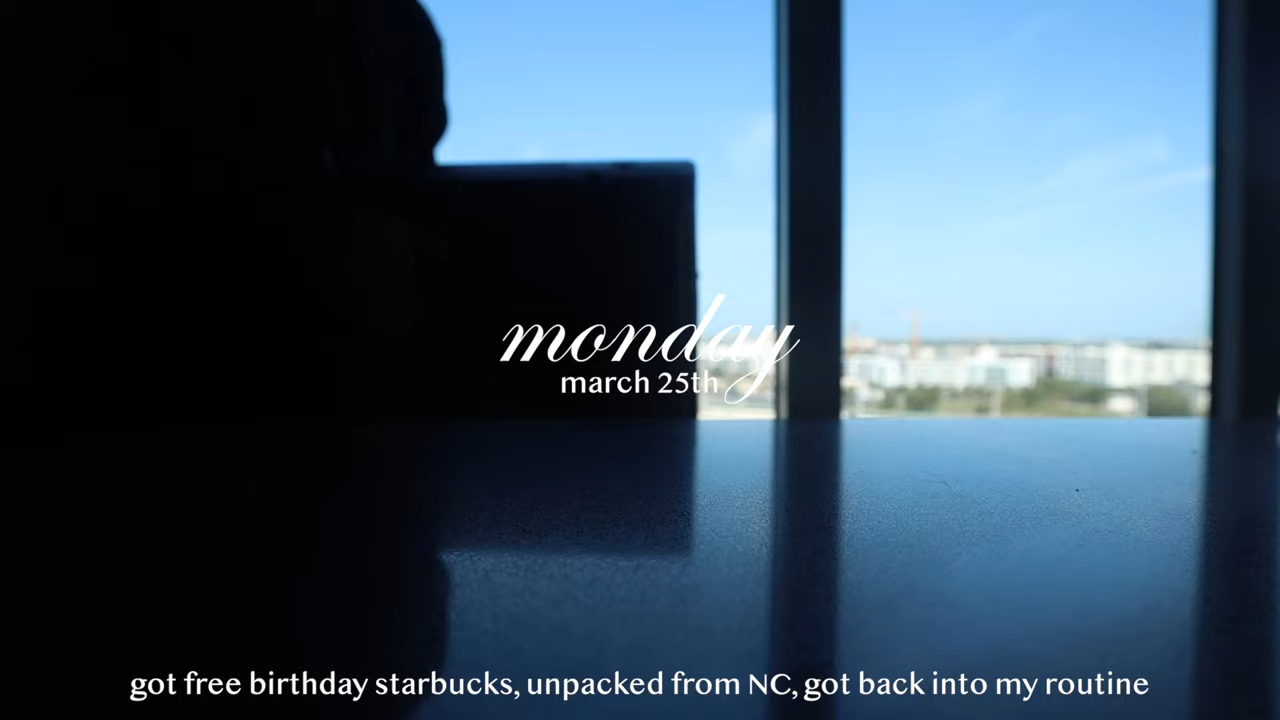 monday
march 25th
got free birthday starbucks, unpacked from NC, got back into my routine